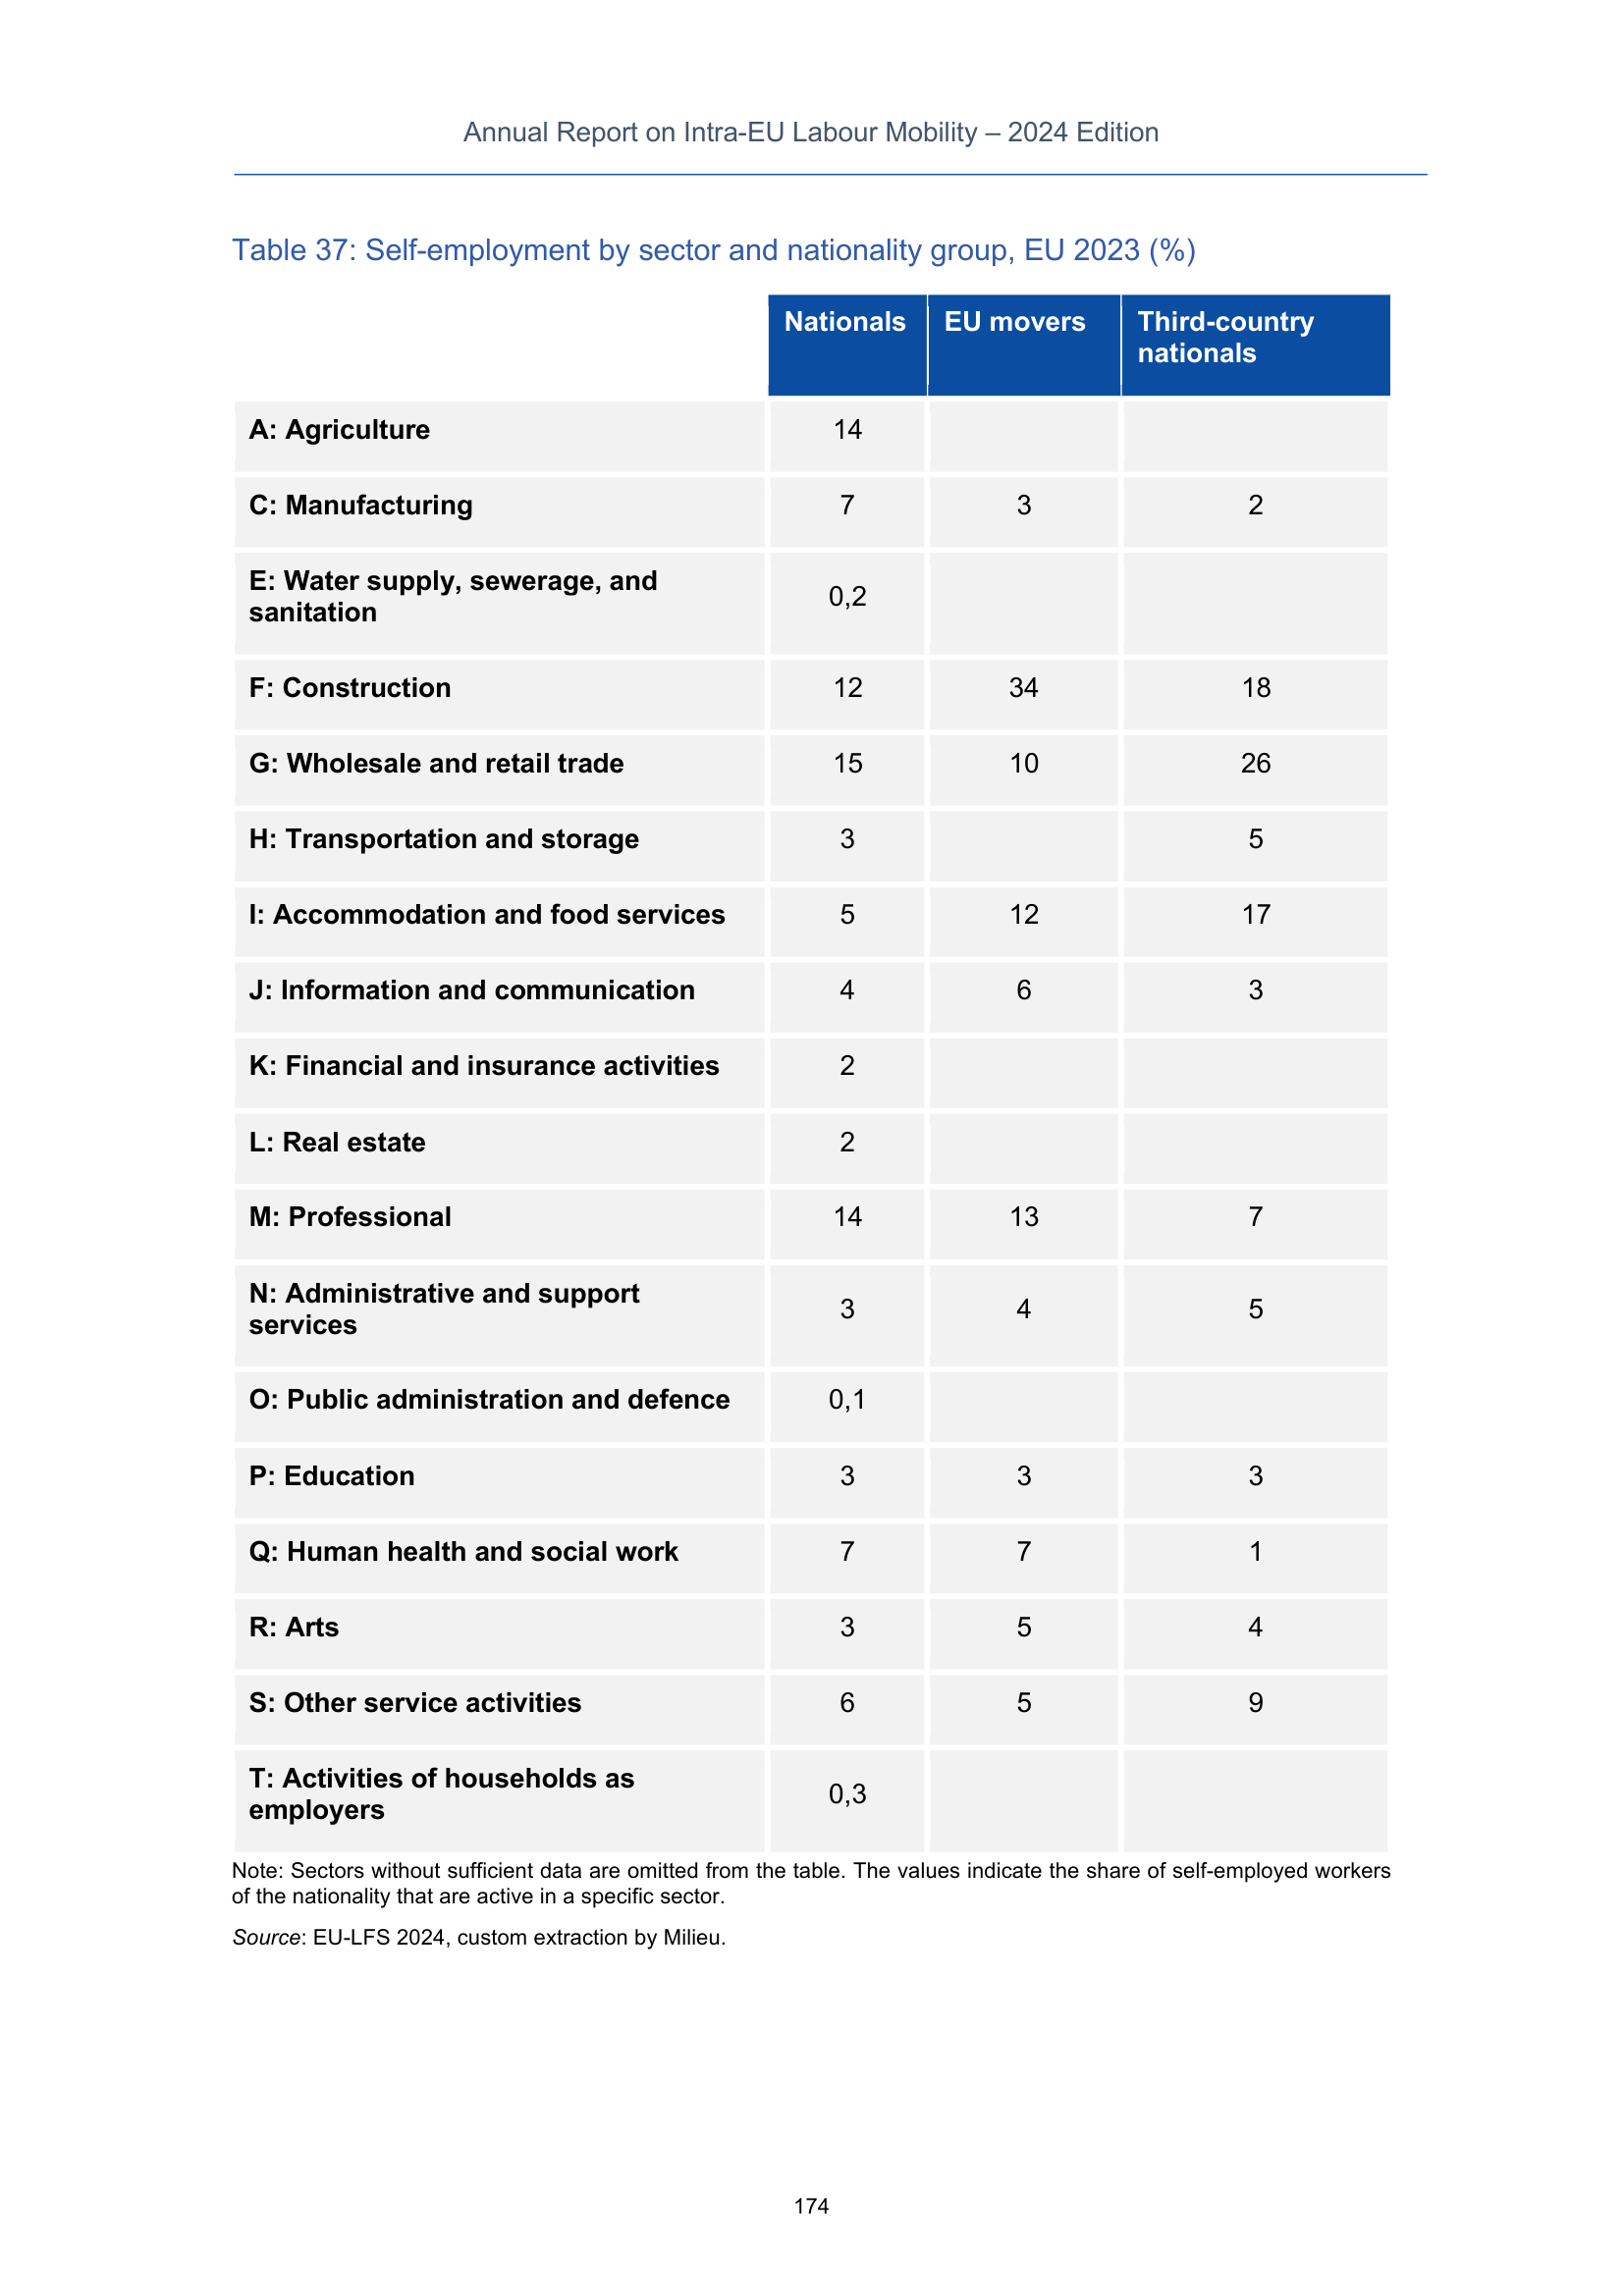 Annual Report on Intra-EU Labour Mobility – 2024 Edition
Table 37: Self-employment by sector and nationality group, EU 2023 (%)
Nationals EU movers Third-country
nationals
A: Agriculture 14
C: Manufacturing 7 3 2
E: Water supply, sewerage, and
sanitation 0,2
F: Construction 12 34 18
G: Wholesale and retail trade 15 10 26
H: Transportation and storage 3 5
I: Accommodation and food services 5 12 17
J: Information and communication 4 6 3
K: Financial and insurance activities 2
L: Real estate 2
M: Professional 14 13 7
N: Administrative and support
services 3 4 5
O: Public administration and defence 0,1
P: Education 3 3 3
Q: Human health and social work 7 7 1
R: Arts 3 5 4
S: Other service activities 6 5 9
T: Activities of households as
employers 0,3
Note: Sectors without sufficient data are omitted from the table. The values indicate the share of self-employed workers
of the nationality that are active in a specific sector.
Source: EU-LFS 2024, custom extraction by Milieu.
174